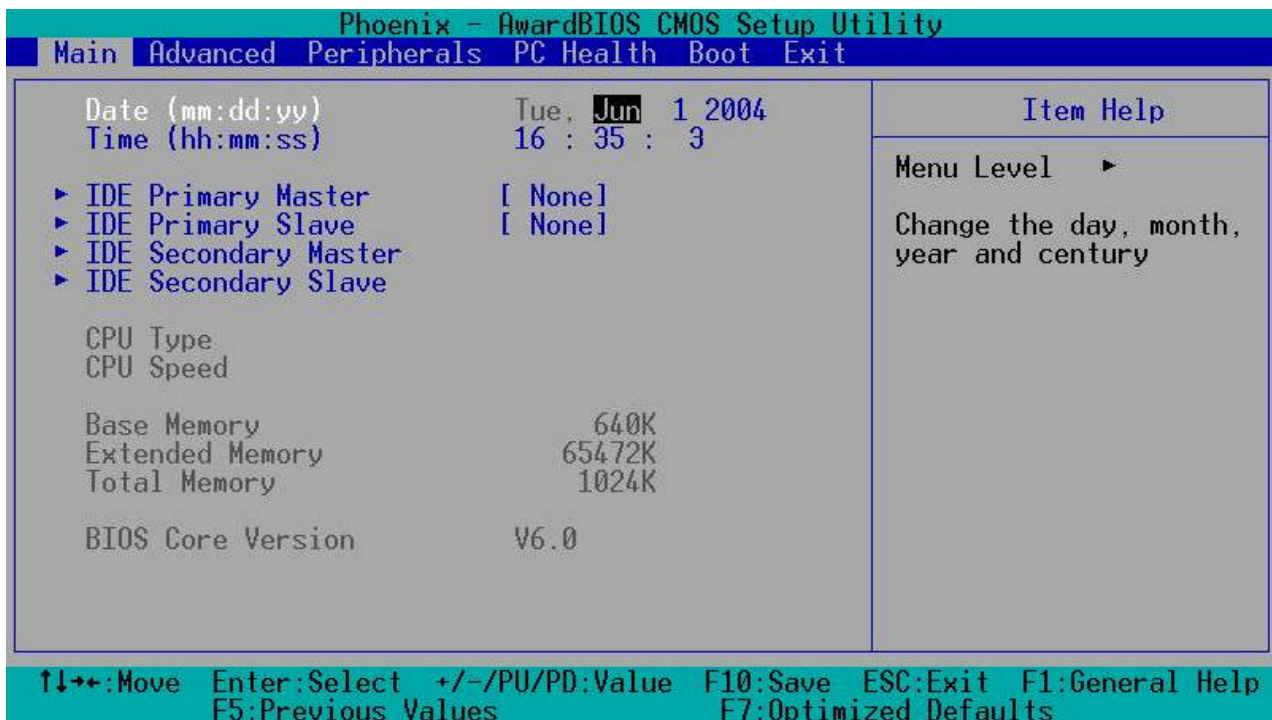 Phoenix - AwardBIOS CMOS Setup Utility
Main Advanced Peripherals PC Health Boot Exit
Date (mm:dd:yy) Tue, Jun 1 2004
Time (hh:mm:ss) 16 : 35 : 3
► IDE Primary Master [ None]
► IDE Primary Slave [ None]
► IDE Secondary Master
► IDE Secondary Slave
CPU Type
CPU Speed
Base Memory 640K
Extended Memory 65472K
Total Memory 1024K
BIOS Core Version V6.0
Item Help
Menu Level ►
Change the day, month,
year and century
↑↓→←:Move Enter:Select +/-/PU/PD:Value F10:Save ESC:Exit F1:General Help
F5:Previous Values F7:Optimized Defaults